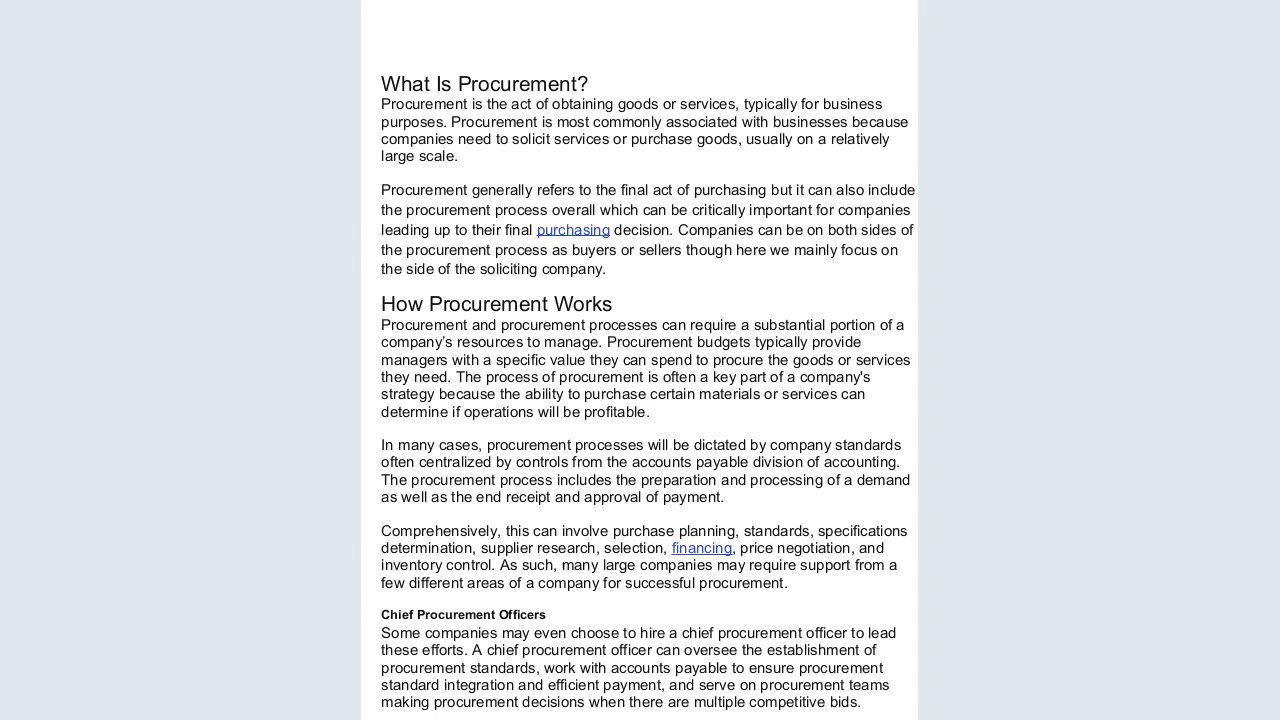 What Is Procurement?
Procurement is the act of obtaining goods or services, typically for business
purposes. Procurement is most commonly associated with businesses because
companies need to solicit services or purchase goods, usually on a relatively
large scale.
Procurement generally refers to the final act of purchasing but it can also include
the procurement process overall which can be critically important for companies
leading up to their final purchasing decision. Companies can be on both sides of
the procurement process as buyers or sellers though here we mainly focus on
the side of the soliciting company.
How Procurement Works
Procurement and procurement processes can require a substantial portion of a
company’s resources to manage. Procurement budgets typically provide
managers with a specific value they can spend to procure the goods or services
they need. The process of procurement is often a key part of a company's
strategy because the ability to purchase certain materials or services can
determine if operations will be profitable.
In many cases, procurement processes will be dictated by company standards
often centralized by controls from the accounts payable division of accounting.
The procurement process includes the preparation and processing of a demand
as well as the end receipt and approval of payment.
Comprehensively, this can involve purchase planning, standards, specifications
determination, supplier research, selection, financing, price negotiation, and
inventory control. As such, many large companies may require support from a
few different areas of a company for successful procurement.
Chief Procurement Officers
Some companies may even choose to hire a chief procurement officer to lead
these efforts. A chief procurement officer can oversee the establishment of
procurement standards, work with accounts payable to ensure procurement
standard integration and efficient payment, and serve on procurement teams
making procurement decisions when there are multiple competitive bids.